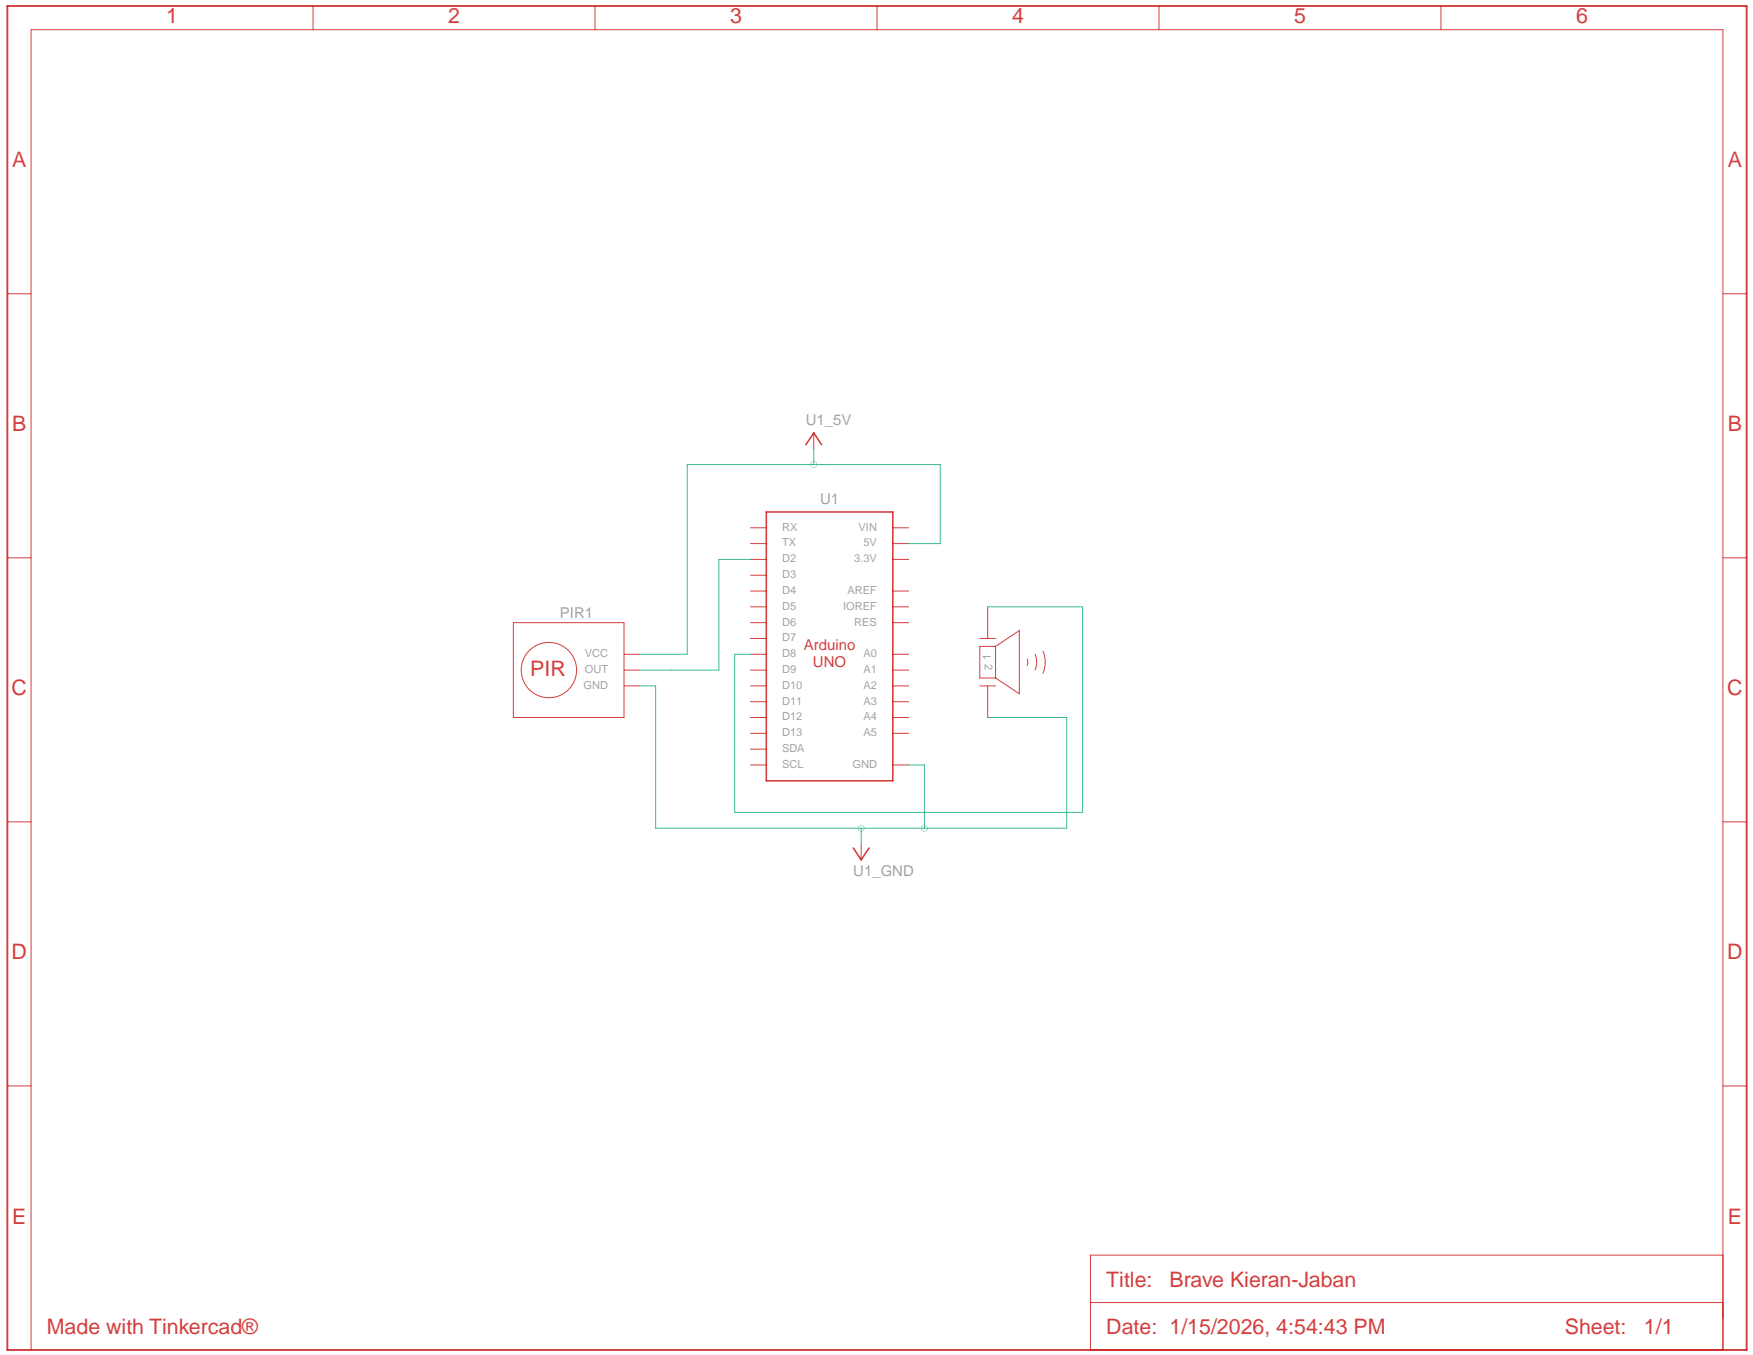 1 2 3 4 5 6
A A
B B
U1_5V
U1
RX VIN
TX 5V
D2 3.3V
D3
D4 AREF
D5 IOREF
D6 RES
D7
Arduino
UNO
D8 A0
D9 A1
D10 A2
D11 A3
D12 A4
D13 A5
SDA
SCL GND
PIR1
PIR
VCC
OUT
GND
1
2
C C
U1_GND
D D
E E
Title: Brave Kieran-Jaban
Made with Tinkercad®
Date: 1/15/2026, 4:54:43 PM Sheet: 1/1